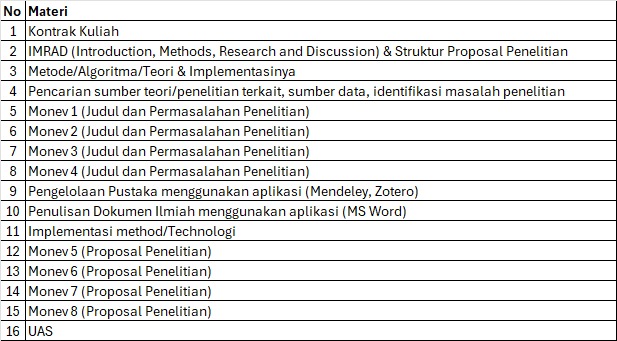 No Materi
1 Kontrak Kuliah
2 IMRAD (Introduction, Methods, Research and Discussion) & Struktur Proposal Penelitian
3 Metode/Algoritma/Teori & Implementasinya
4 Pencarian sumber teori/penelitian terkait, sumber data, identifikasi masalah penelitian
5 Monev 1 (Judul dan Permasalahan Penelitian)
6 Monev 2 (Judul dan Permasalahan Penelitian)
7 Monev 3 (Judul dan Permasalahan Penelitian)
8 Monev 4 (Judul dan Permasalahan Penelitian)
9 Pengelolaan Pustaka menggunakan aplikasi (Mendeley, Zotero)
10 Penulisan Dokumen Ilmiah menggunakan aplikasi (MS Word)
11 Implementasi method/Technologi
12 Monev 5 (Proposal Penelitian)
13 Monev 6 (Proposal Penelitian)
14 Monev 7 (Proposal Penelitian)
15 Monev 8 (Proposal Penelitian)
16 UAS